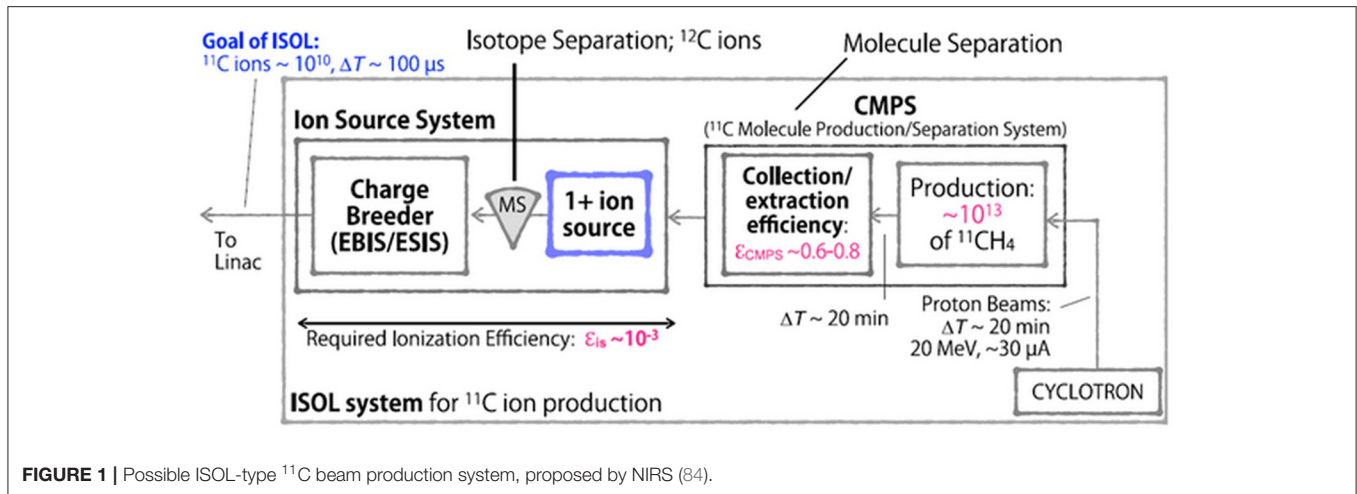 Goal of ISOL:
¹¹C ions ~ 10¹⁰, ΔT ~ 100 µs
Isotope Separation; ¹²C ions
Molecule Separation
Ion Source System
CMPS
(¹¹C Molecule Production/Separation System)
Charge
Breeder
(EBIS/ESIS)
MS
1+ ion
source
Collection/
extraction
efficiency:
εCMPS ~0.6–0.8
Production:
~10¹³
of ¹¹CH₄
To
Linac
ΔT ~ 20 min
Proton Beams:
ΔT ~ 20 min
20 MeV, ~30 µA
Required Ionization Efficiency: εis ~10⁻³
CYCLOTRON
ISOL system for ¹¹C ion production
FIGURE 1 | Possible ISOL-type ¹¹C beam production system, proposed by NIRS (84).